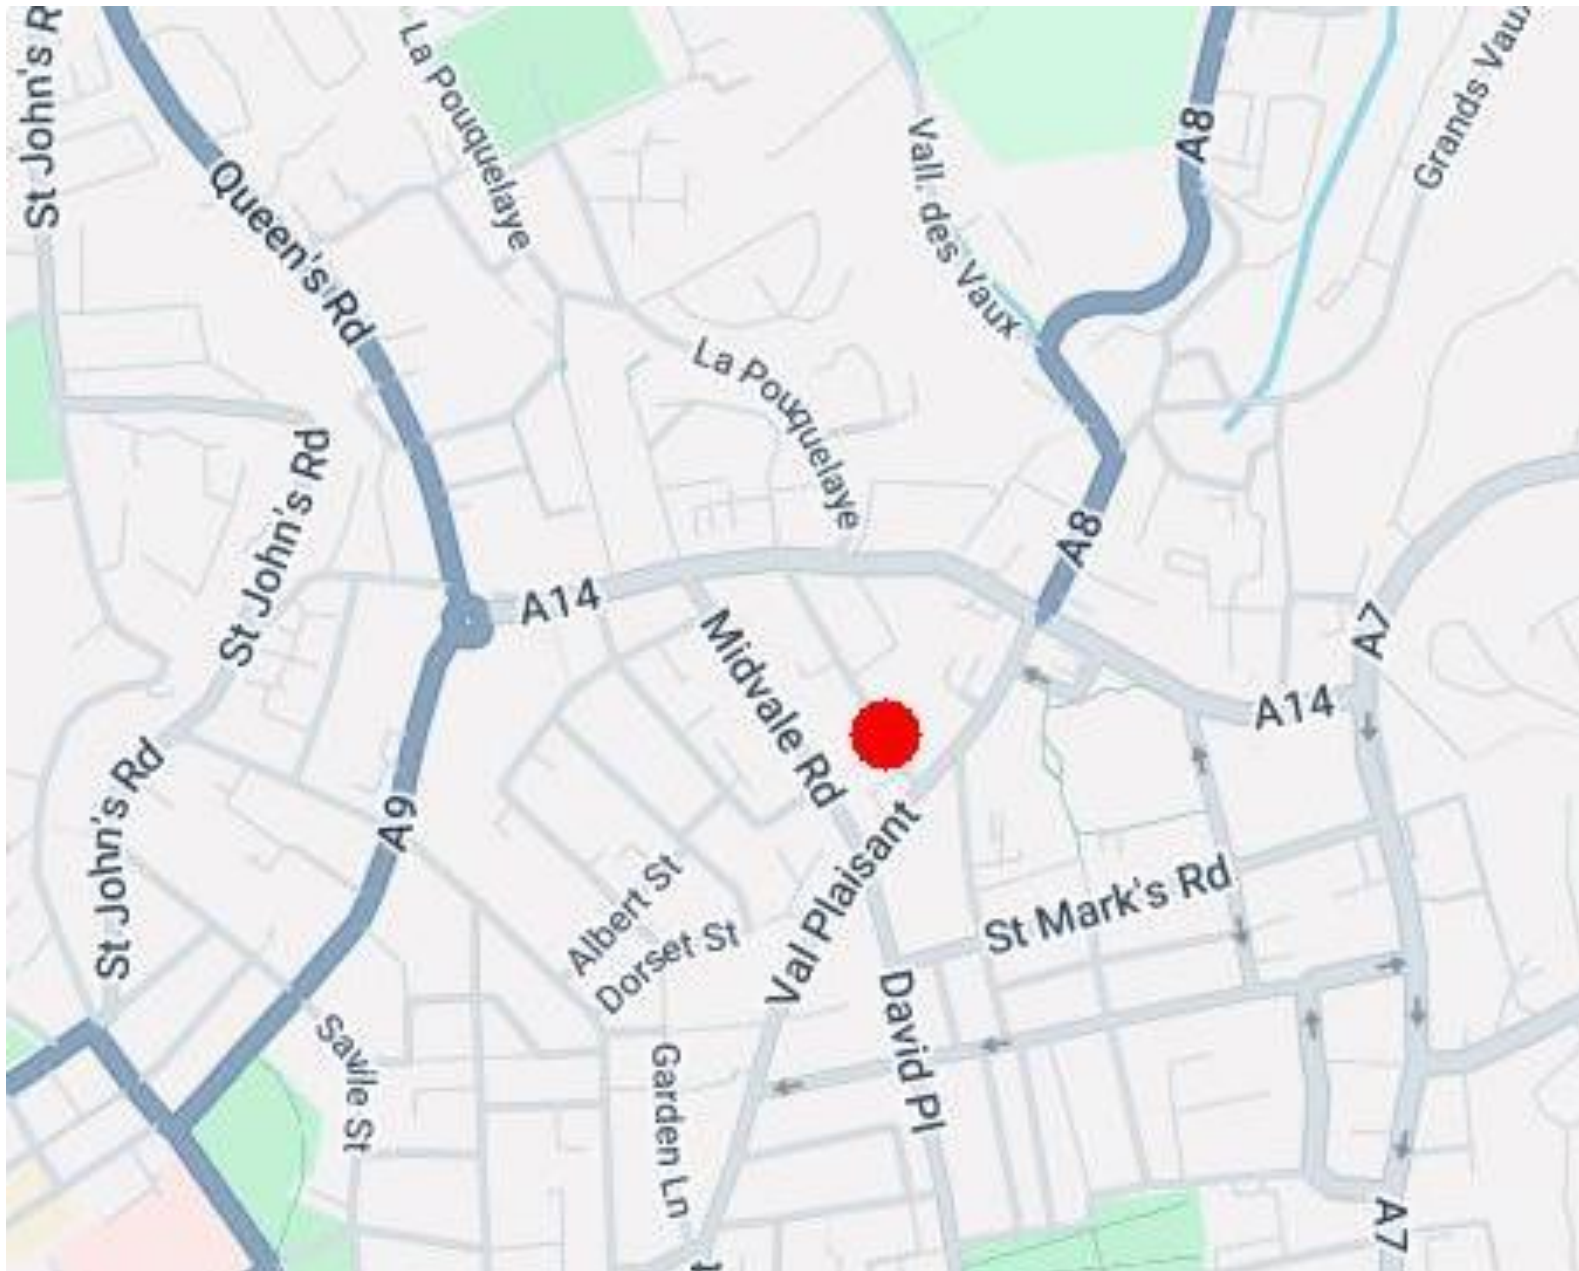 St John's R
La Pouquelaye
Vall. des Vaux
A8
Grands Vaux
Queen's Rd
La Pouquelaye
St John's Rd
A8
A14
Midvale Rd
A7
A14
St John's Rd
A9
Val Plaisant
Albert St
Dorset St
St Mark's Rd
Savile St
Garden Ln
David Pl
A7